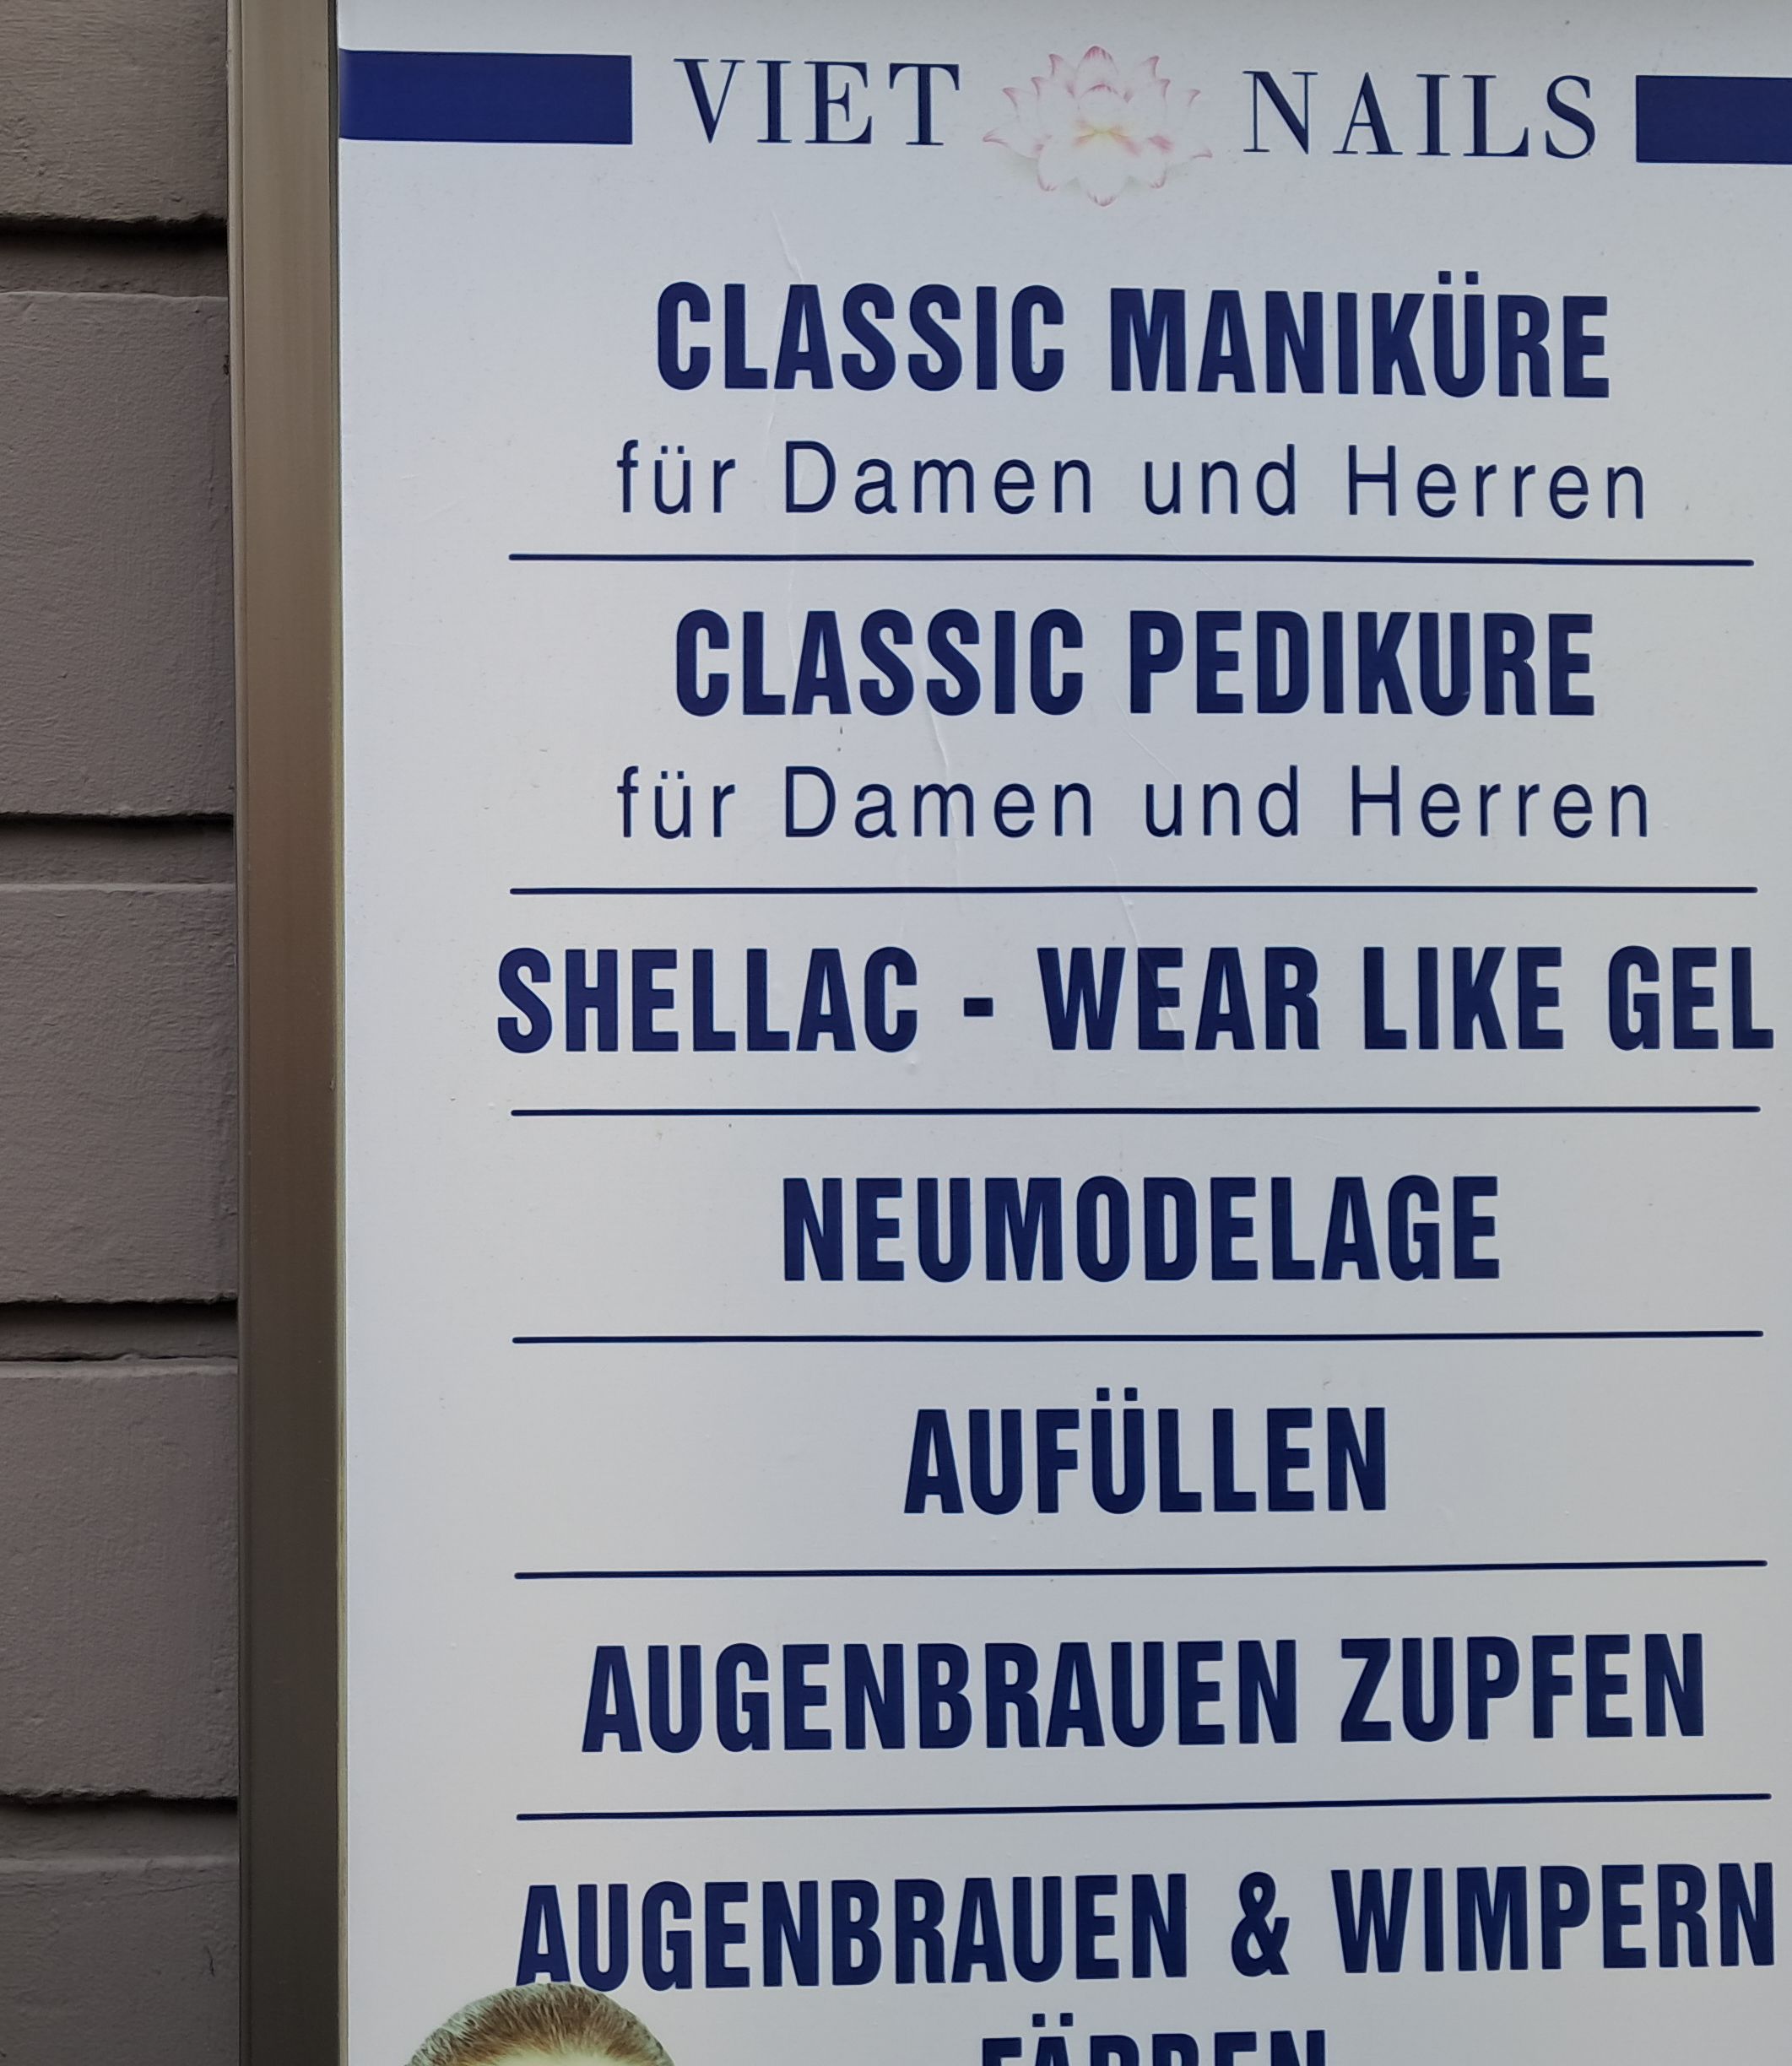 VIET NAILS
CLASSIC MANIKÜRE
für Damen und Herren
CLASSIC PEDIKURE
für Damen und Herren
SHELLAC - WEAR LIKE GEL
NEUMODELAGE
AUFÜLLEN
AUGENBRAUEN ZUPFEN
AUGENBRAUEN & WIMPERN
FÄRBEN